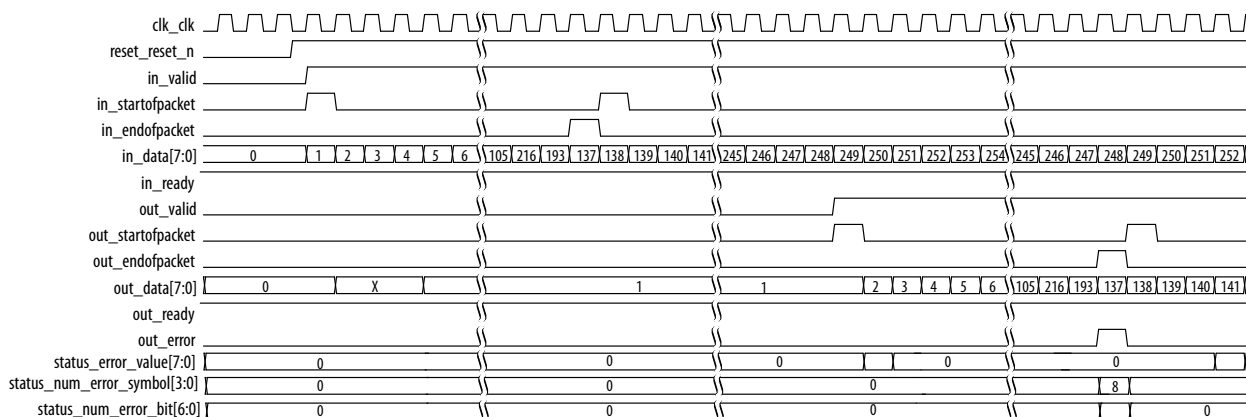 clk_clk
reset_reset_n
in_valid
in_startofpacket
in_endofpacket
in_data[7:0] 0 1 2 3 4 5 6 105 216 193 137 138 139 140 141 245 246 247 248 249 250 251 252 253 254 245 246 247 248 249 250 251 252
in_ready
out_valid
out_startofpacket
out_endofpacket
out_data[7:0] 0 X 1 1 2 3 4 5 6 105 216 193 137 138 139 140 141
out_ready
out_error
status_error_value[7:0] 0 0 0 0 0
status_num_error_symbol[3:0] 0 0 0 8
status_num_error_bit[6:0] 0 0 0 0